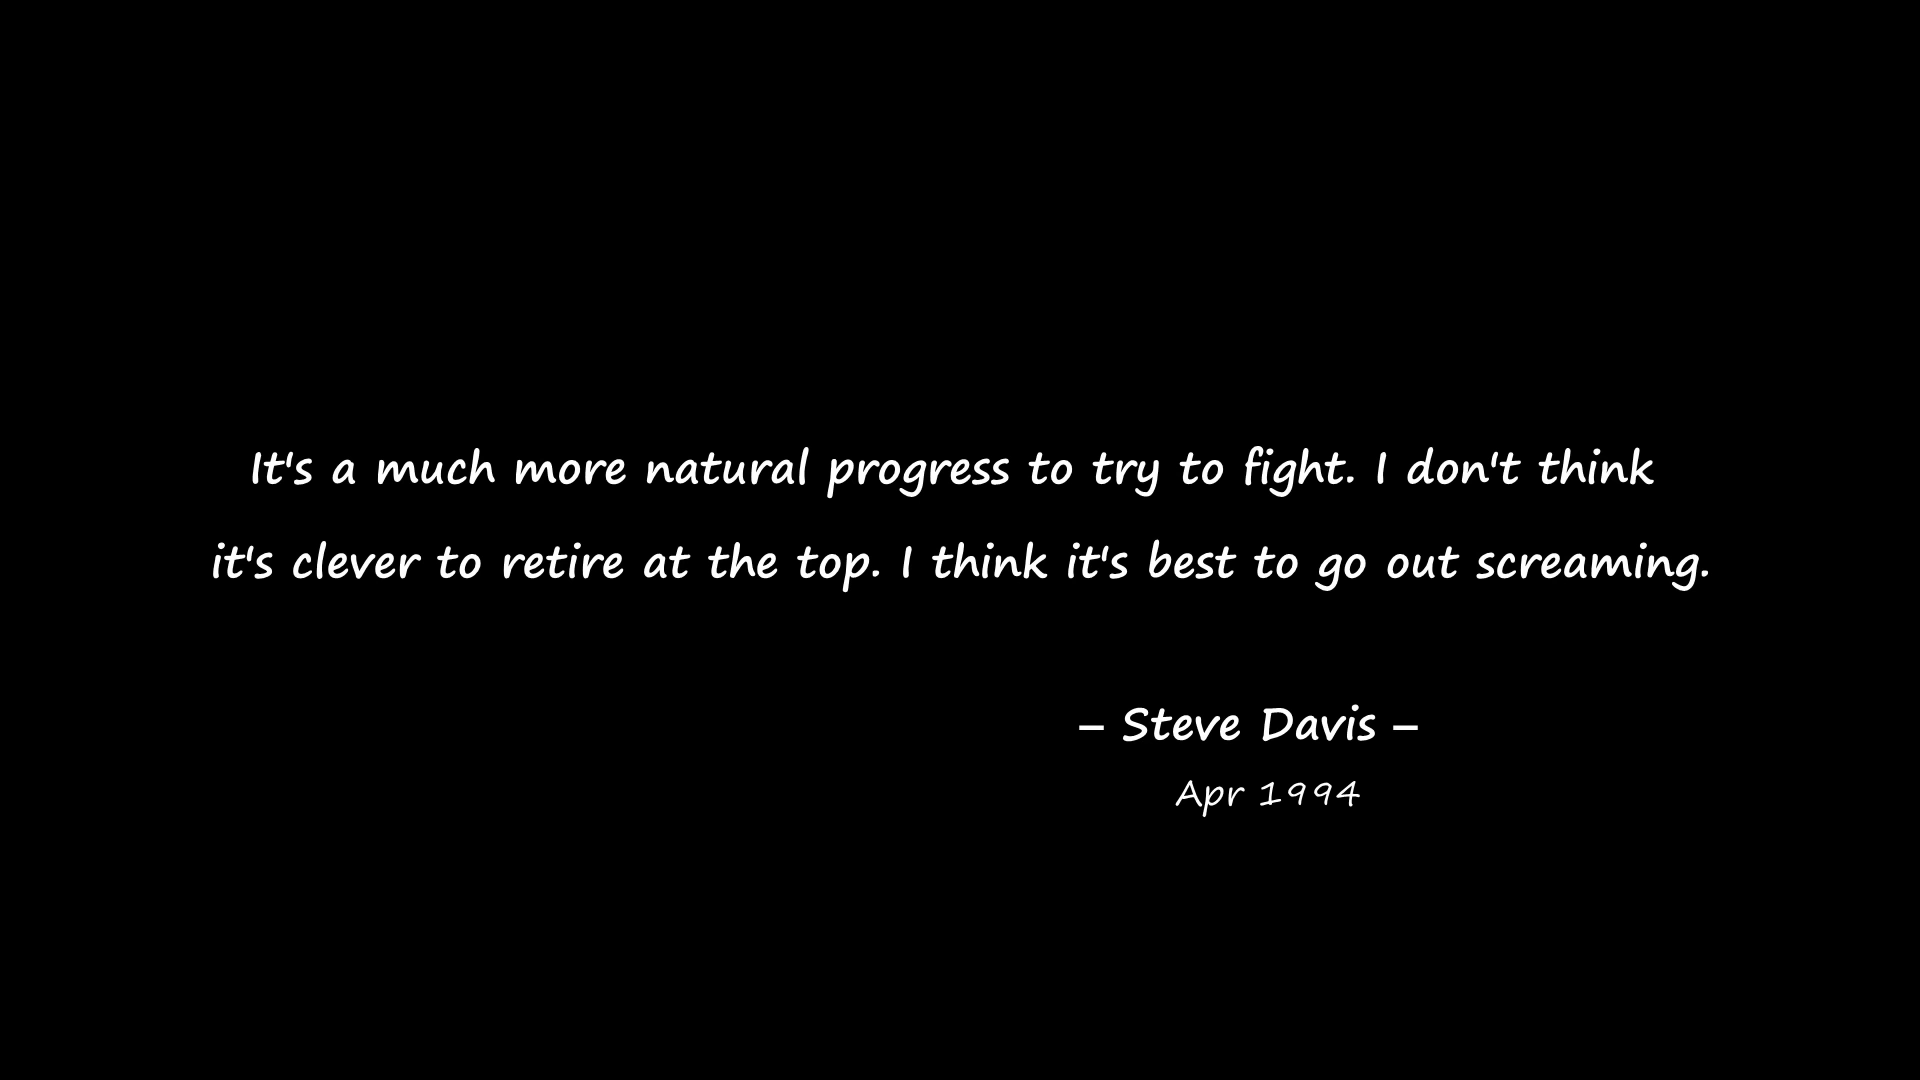 It's a much more natural progress to try to fight. I don't think
it's clever to retire at the top. I think it's best to go out screaming.
– Steve Davis –
Apr 1994